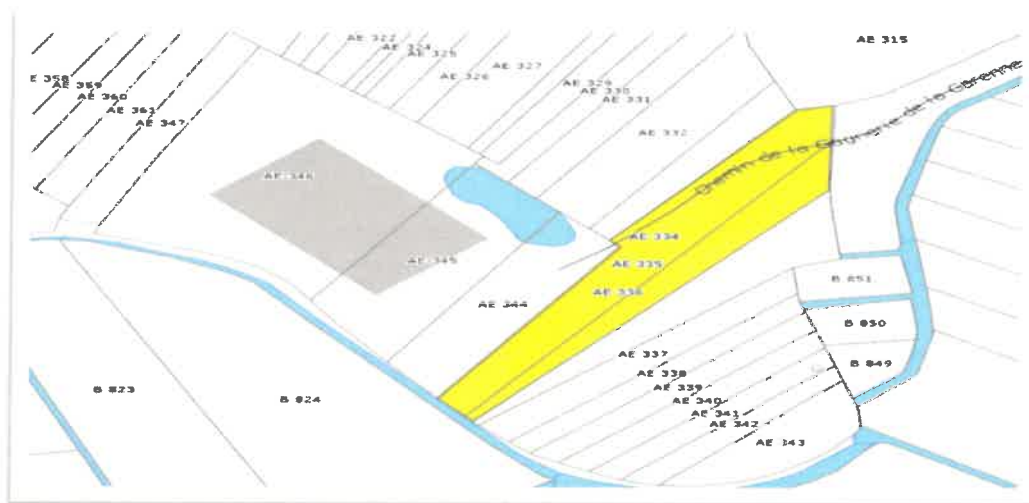 AE 322
AE 324
AE 325
AE 326
AE 327
AE 329
AE 330
AE 331
AE 332
AE 315
E 358
AE 359
AE 360
AE 361
AE 347
Chemin de la Gagnerie de la Garenne
AE 346
AE 345
AE 344
AE 334
AE 335
AE 336
B 851
B 850
B 849
AE 337
AE 338
AE 339
AE 340
AE 341
AE 342
AE 343
B 823
B 824